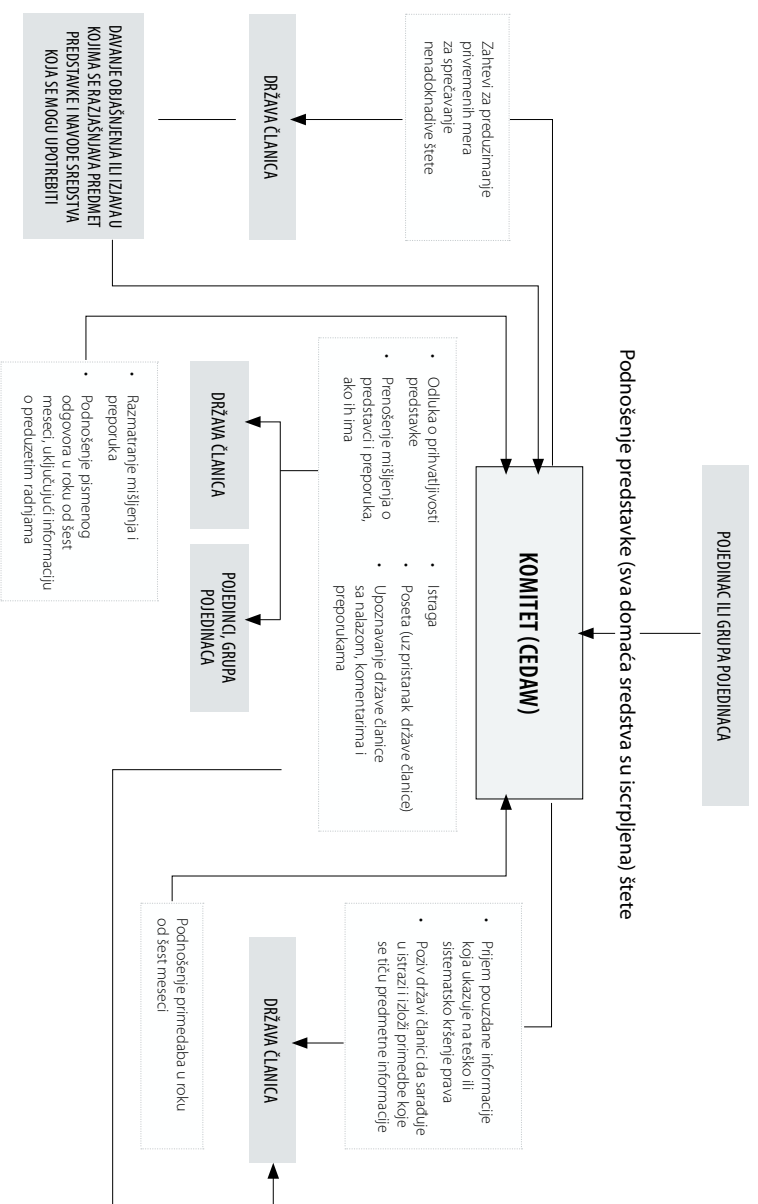 POJEDINAC ILI GRUPA POJEDINACA
Podnošenje predstavke (sva domaća sredstva su iscrpljena) štete
KOMITET (CEDAW)
Zahtevi za preduzimanje
privremenih mera
za sprečavanje
nenadoknadive štete
DRŽAVA ČLANICA
DAVANJE OBJAŠNJENJA ILI IZJAVA U
KOJIMA SE RAZJAŠNJAVA PREDMET
PREDSTAVKE I NAVODE SREDSTVA
KOJA SE MOGU UPOTREBITI
• Odluka o prihvatljivosti
predstavke
• Prenošenje mišljenja o
predstavci i preporuka,
ako ih ima
• Istraga
• Poseta (uz pristanak države članice)
• Upoznavanje države članice
sa nalazom, komentarima i
preporukama
DRŽAVA ČLANICA
POJEDINCI, GRUPA
POJEDINACA
• Razmatranje mišljenja i
preporuka
• Podnošenje pismenog
odgovora u roku od šest
meseci, uključujući informaciju
o preduzetim radnjama
• Prijem pouzdane informacije
koja ukazuje na teško ili
sistematsko kršenje prava
• Poziv državi članici da sarađuje
u istrazi i izloži primedbe koje
se tiču predmetne informacije
DRŽAVA ČLANICA
Podnošenje primedaba u roku
od šest meseci